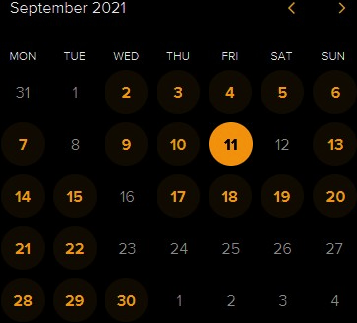 September 2021 < >
MON TUE WED THU FRI SAT SUN
31 1 2 3 4 5 6
7 8 9 10 11 12 13
14 15 16 17 18 19 20
21 22 23 24 25 26 27
28 29 30 1 2 3 4